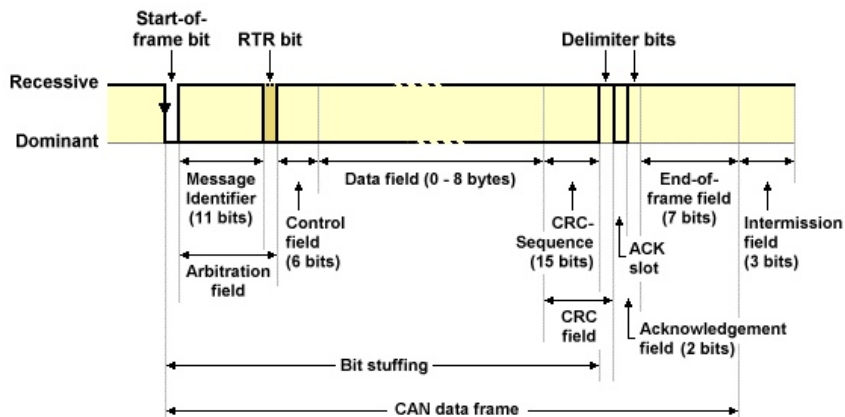 Start-of-
frame bit
RTR bit
Delimiter bits
Recessive
Dominant
Message
Identifier
(11 bits)
Arbitration
field
Control
field
(6 bits)
Data field (0 - 8 bytes)
CRC-
Sequence
(15 bits)
CRC
field
ACK
slot
End-of-
frame field
(7 bits)
Intermission
field
(3 bits)
Acknowledgement
field (2 bits)
Bit stuffing
CAN data frame